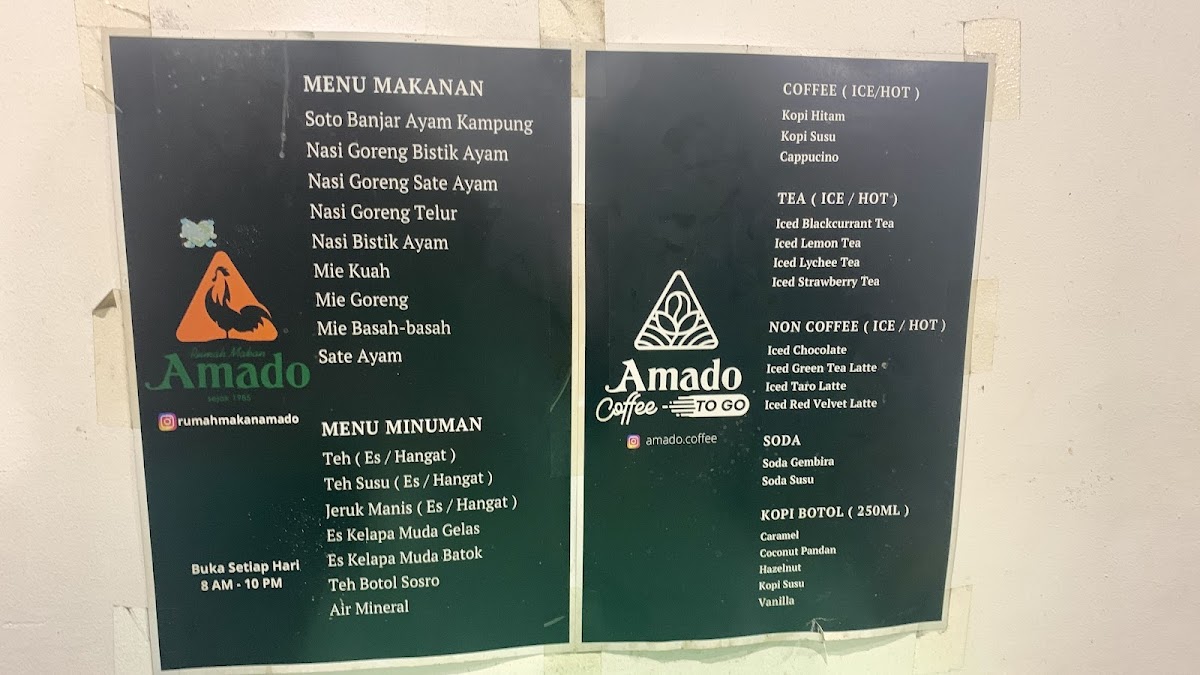 MENU MAKANAN
Soto Banjar Ayam Kampung
Nasi Goreng Bistik Ayam
Nasi Goreng Sate Ayam
Nasi Goreng Telur
Nasi Bistik Ayam
Mie Kuah
Mie Goreng
Mie Basah-basah
Sate Ayam
Rumah Makan
Amado
sejak 1985
rumahmakanamado
MENU MINUMAN
Teh ( Es / Hangat )
Teh Susu ( Es / Hangat )
Jeruk Manis ( Es / Hangat )
Es Kelapa Muda Gelas
Es Kelapa Muda Batok
Teh Botol Sosro
Air Mineral
Buka Setiap Hari
8 AM - 10 PM
Amado
Coffee TO GO
amado.coffee
COFFEE ( ICE/HOT )
Kopi Hitam
Kopi Susu
Cappucino
TEA ( ICE / HOT )
Iced Blackcurrant Tea
Iced Lemon Tea
Iced Lychee Tea
Iced Strawberry Tea
NON COFFEE ( ICE / HOT )
Iced Chocolate
Iced Green Tea Latte
Iced Taro Latte
Iced Red Velvet Latte
SODA
Soda Gembira
Soda Susu
KOPI BOTOL ( 250ML )
Caramel
Coconut Pandan
Hazelnut
Kopi Susu
Vanilla